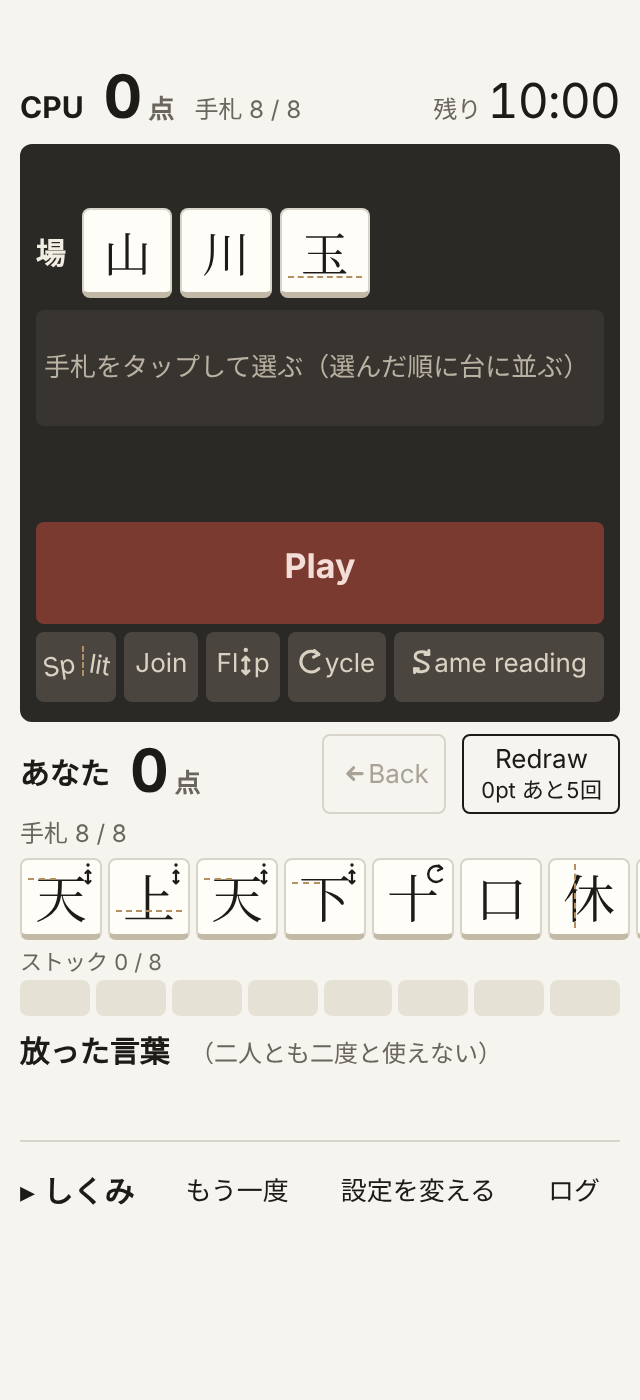 CPU 0点 手札 8 / 8 残り 10:00
場 山 川 玉
手札をタップして選ぶ（選んだ順に台に並ぶ）
Play
Split Join Flip Cycle Same reading
あなた 0点 ←Back Redraw
0pt あと5回
手札 8 / 8
天 上 天 下 十 口 休
ストック 0 / 8
放った言葉 （二人とも二度と使えない）
▸ しくみ もう一度 設定を変える ログ